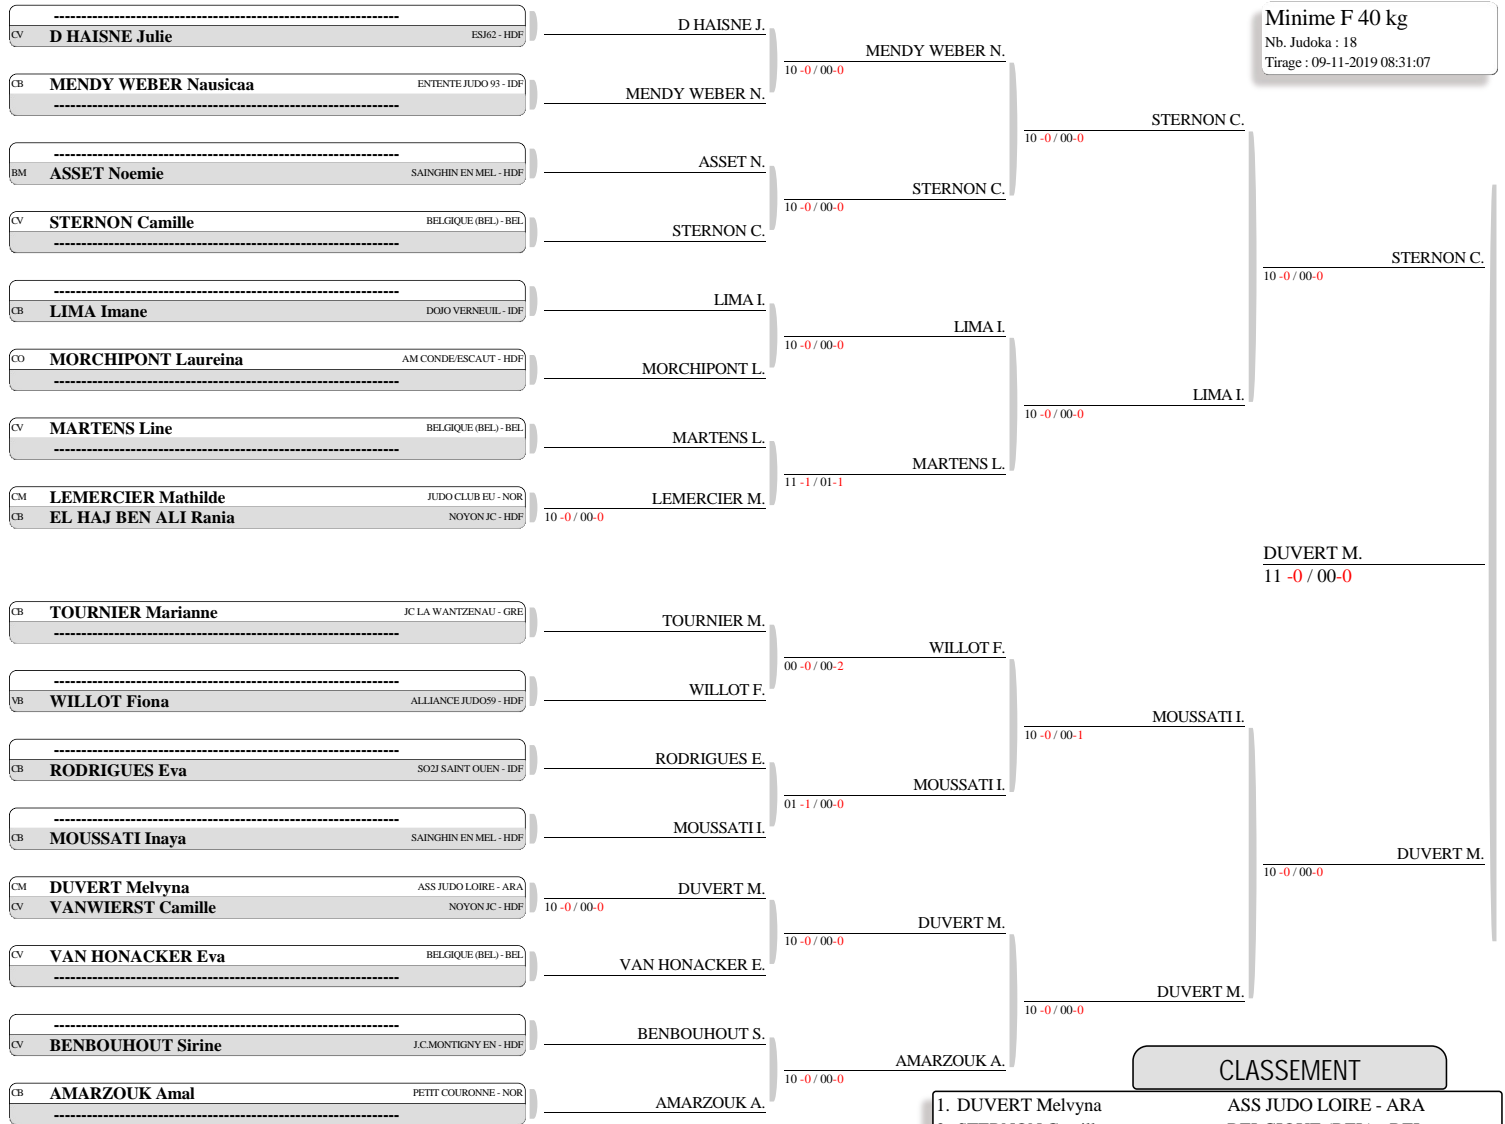 Minime F 40 kg
Nb. Judoka : 18
Tirage : 09-11-2019 08:31:07
--------------------------------------------------------------
CV D HAISNE Julie ESJ62 - HDF
CB MENDY WEBER Nausicaa ENTENTE JUDO 93 - IDF
--------------------------------------------------------------
--------------------------------------------------------------
BM ASSET Noemie SAINGHIN EN MEL - HDF
CV STERNON Camille BELGIQUE (BEL) - BEL
--------------------------------------------------------------
--------------------------------------------------------------
CB LIMA Imane DOJO VERNEUIL - IDF
CO MORCHIPONT Laureina AM CONDE/ESCAUT - HDF
--------------------------------------------------------------
CV MARTENS Line BELGIQUE (BEL) - BEL
--------------------------------------------------------------
CM LEMERCIER Mathilde JUDO CLUB EU - NOR
CB EL HAJ BEN ALI Rania NOYON JC - HDF
CB TOURNIER Marianne JC LA WANTZENAU - GRE
--------------------------------------------------------------
--------------------------------------------------------------
VB WILLOT Fiona ALLIANCE JUDO59 - HDF
--------------------------------------------------------------
CB RODRIGUES Eva SO2J SAINT OUEN - IDF
--------------------------------------------------------------
CB MOUSSATI Inaya SAINGHIN EN MEL - HDF
CM DUVERT Melvyna ASS JUDO LOIRE - ARA
CV VANWIERST Camille NOYON JC - HDF
CV VAN HONACKER Eva BELGIQUE (BEL) - BEL
--------------------------------------------------------------
--------------------------------------------------------------
CV BENBOUHOUT Sirine J.C.MONTIGNY EN - HDF
CB AMARZOUK Amal PETIT COURONNE - NOR
--------------------------------------------------------------
D HAISNE J.
MENDY WEBER N.
ASSET N.
STERNON C.
LIMA I.
MORCHIPONT L.
MARTENS L.
LEMERCIER M.
10 -0 / 00-0
TOURNIER M.
WILLOT F.
RODRIGUES E.
MOUSSATI I.
DUVERT M.
10 -0 / 00-0
VAN HONACKER E.
BENBOUHOUT S.
AMARZOUK A.
MENDY WEBER N.
10 -0 / 00-0
STERNON C.
10 -0 / 00-0
LIMA I.
10 -0 / 00-0
MARTENS L.
11 -1 / 01-1
WILLOT F.
00 -0 / 00-2
MOUSSATI I.
01 -1 / 00-0
DUVERT M.
10 -0 / 00-0
AMARZOUK A.
10 -0 / 00-0
STERNON C.
10 -0 / 00-0
LIMA I.
10 -0 / 00-0
MOUSSATI I.
10 -0 / 00-1
DUVERT M.
10 -0 / 00-0
STERNON C.
10 -0 / 00-0
DUVERT M.
10 -0 / 00-0
DUVERT M.
11 -0 / 00-0
CLASSEMENT
1. DUVERT Melvyna ASS JUDO LOIRE - ARA